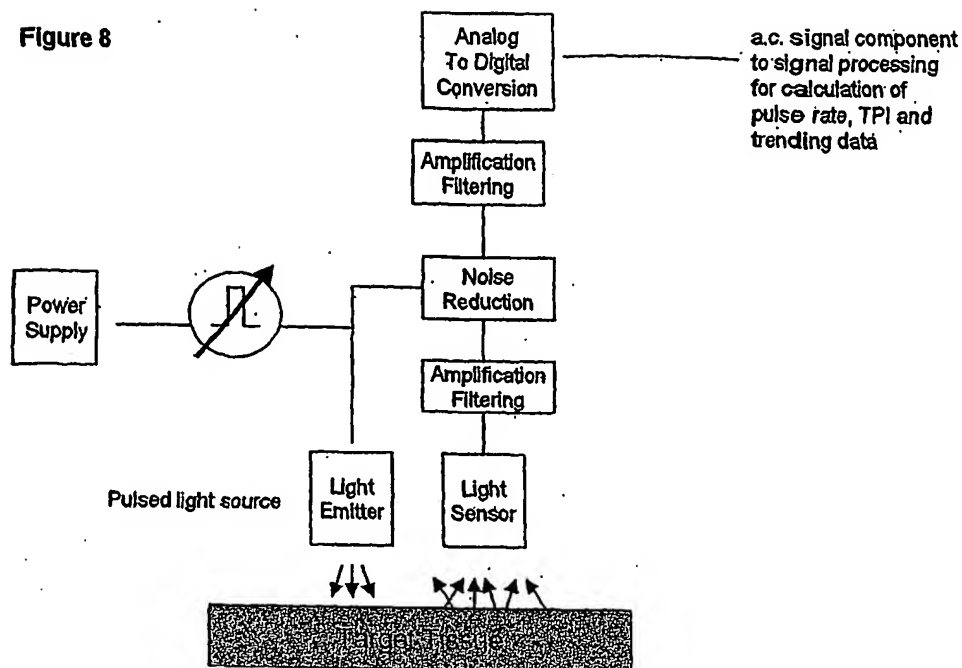 Figure 8
Analog
To Digital
Conversion
a.c. signal component
to signal processing
for calculation of
pulse rate, TPI and
trending data
Amplification
Filtering
Noise
Reduction
Power
Supply
Amplification
Filtering
Pulsed light source
Light
Emitter
Light
Sensor
Target Tissue